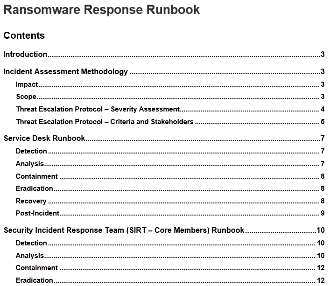 Ransomware Response Runbook
Contents
Introduction....................3
Incident Assessment Methodology....................3
Impact....................3
Scope....................3
Threat Escalation Protocol – Severity Assessment....................4
Threat Escalation Protocol – Criteria and Stakeholders....................5
Service Desk Runbook....................7
Detection....................7
Analysis....................7
Containment....................8
Eradication....................8
Recovery....................8
Post-Incident....................9
Security Incident Response Team (SIRT – Core Members) Runbook....................10
Detection....................10
Analysis....................10
Containment....................12
Eradication....................12